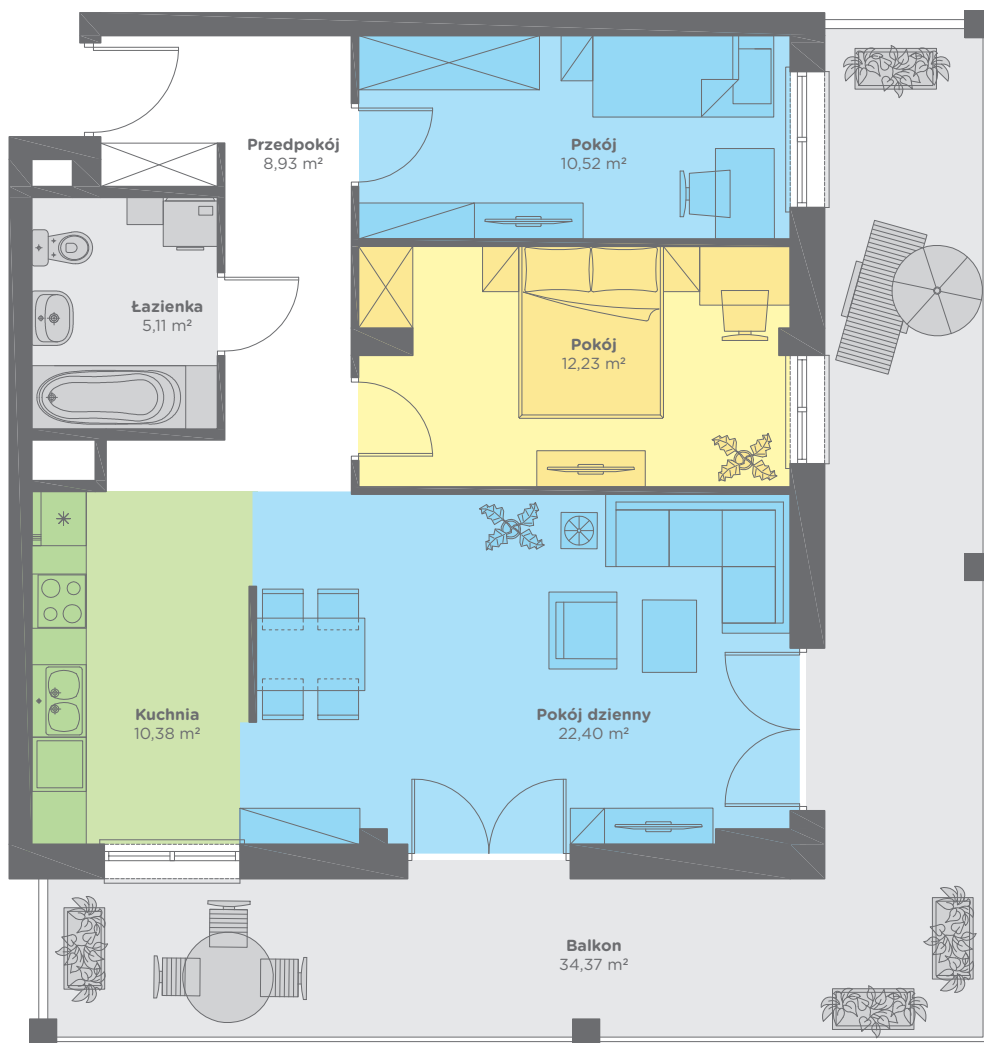 Przedpokój
8,93 m²
Pokój
10,52 m²
Łazienka
5,11 m²
Pokój
12,23 m²
Kuchnia
10,38 m²
Pokój dzienny
22,40 m²
Balkon
34,37 m²